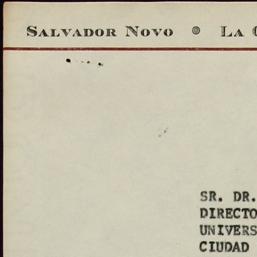 SALVADOR NOVO LA
SR. DR.
DIRECTO
UNIVERS
CIUDAD